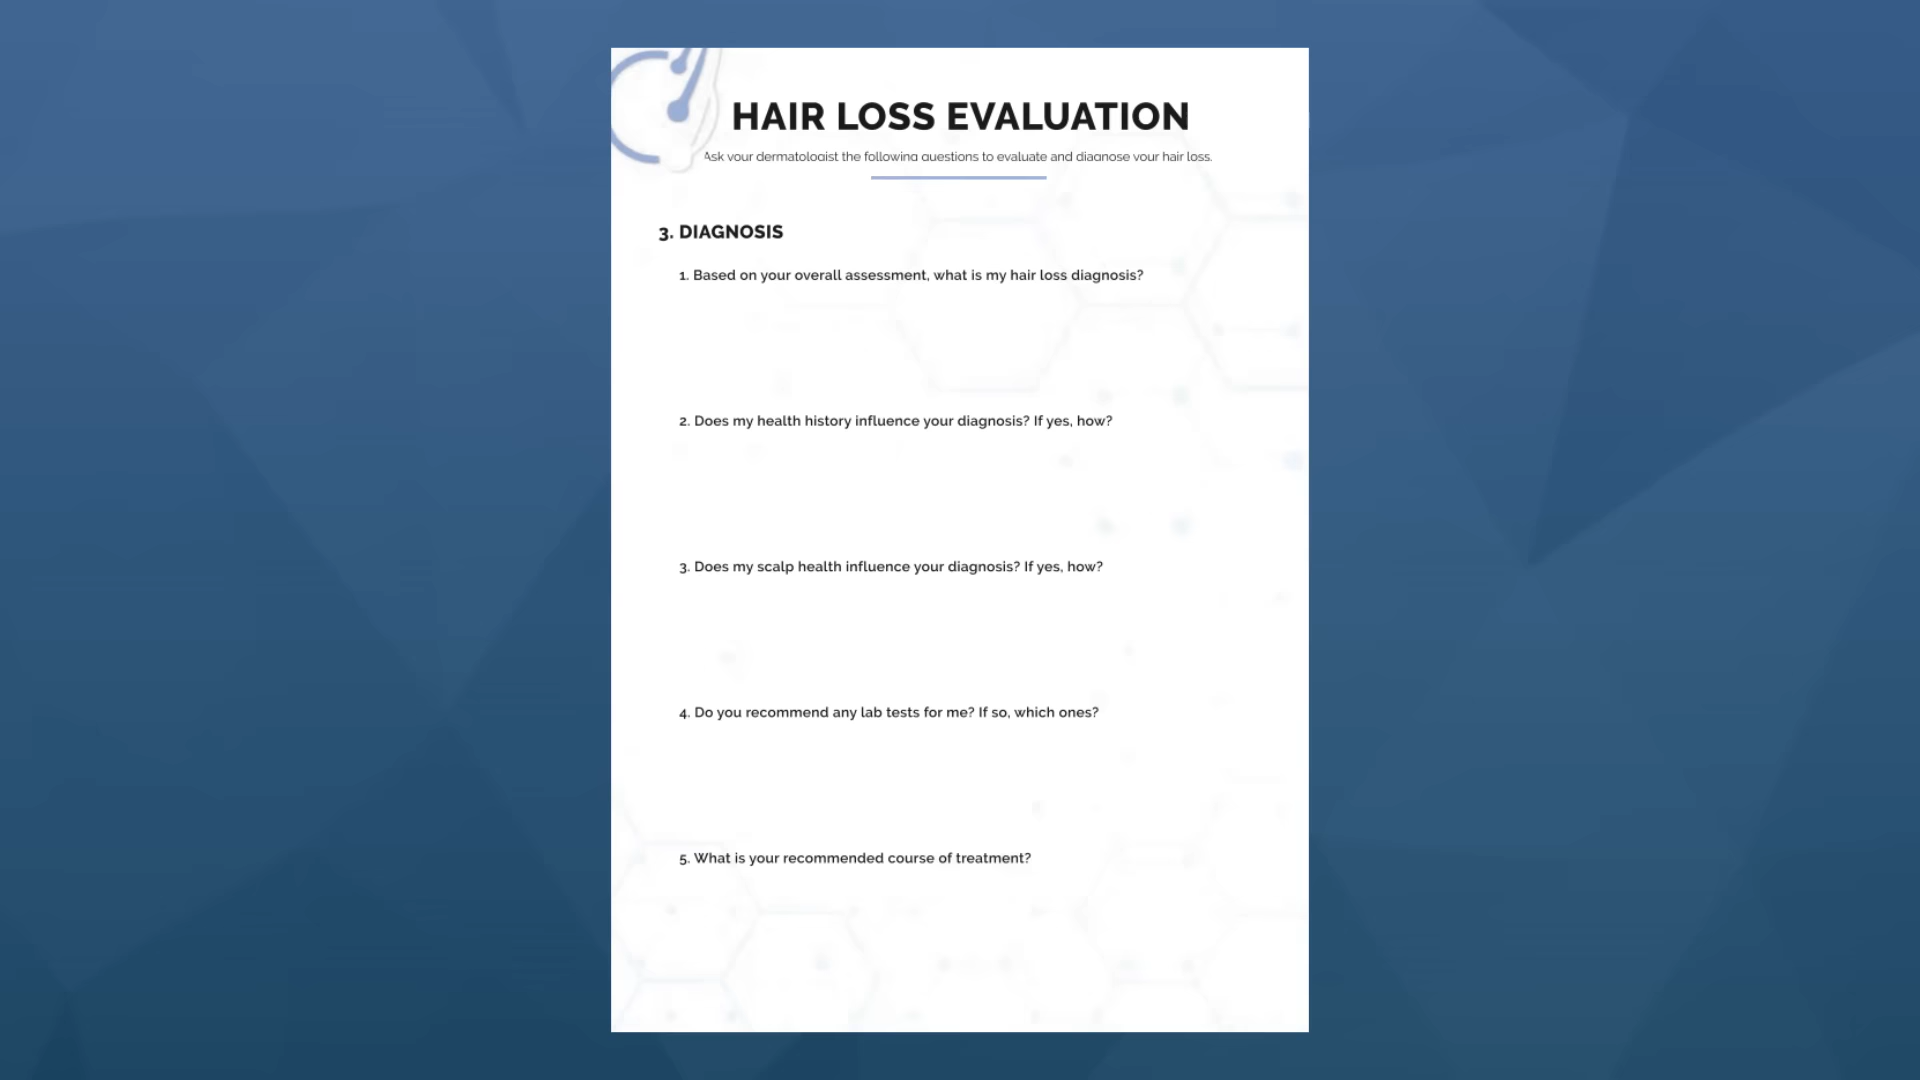 HAIR LOSS EVALUATION
Ask your dermatologist the following questions to evaluate and diagnose your hair loss.
3. DIAGNOSIS
1. Based on your overall assessment, what is my hair loss diagnosis?
2. Does my health history influence your diagnosis? If yes, how?
3. Does my scalp health influence your diagnosis? If yes, how?
4. Do you recommend any lab tests for me? If so, which ones?
5. What is your recommended course of treatment?